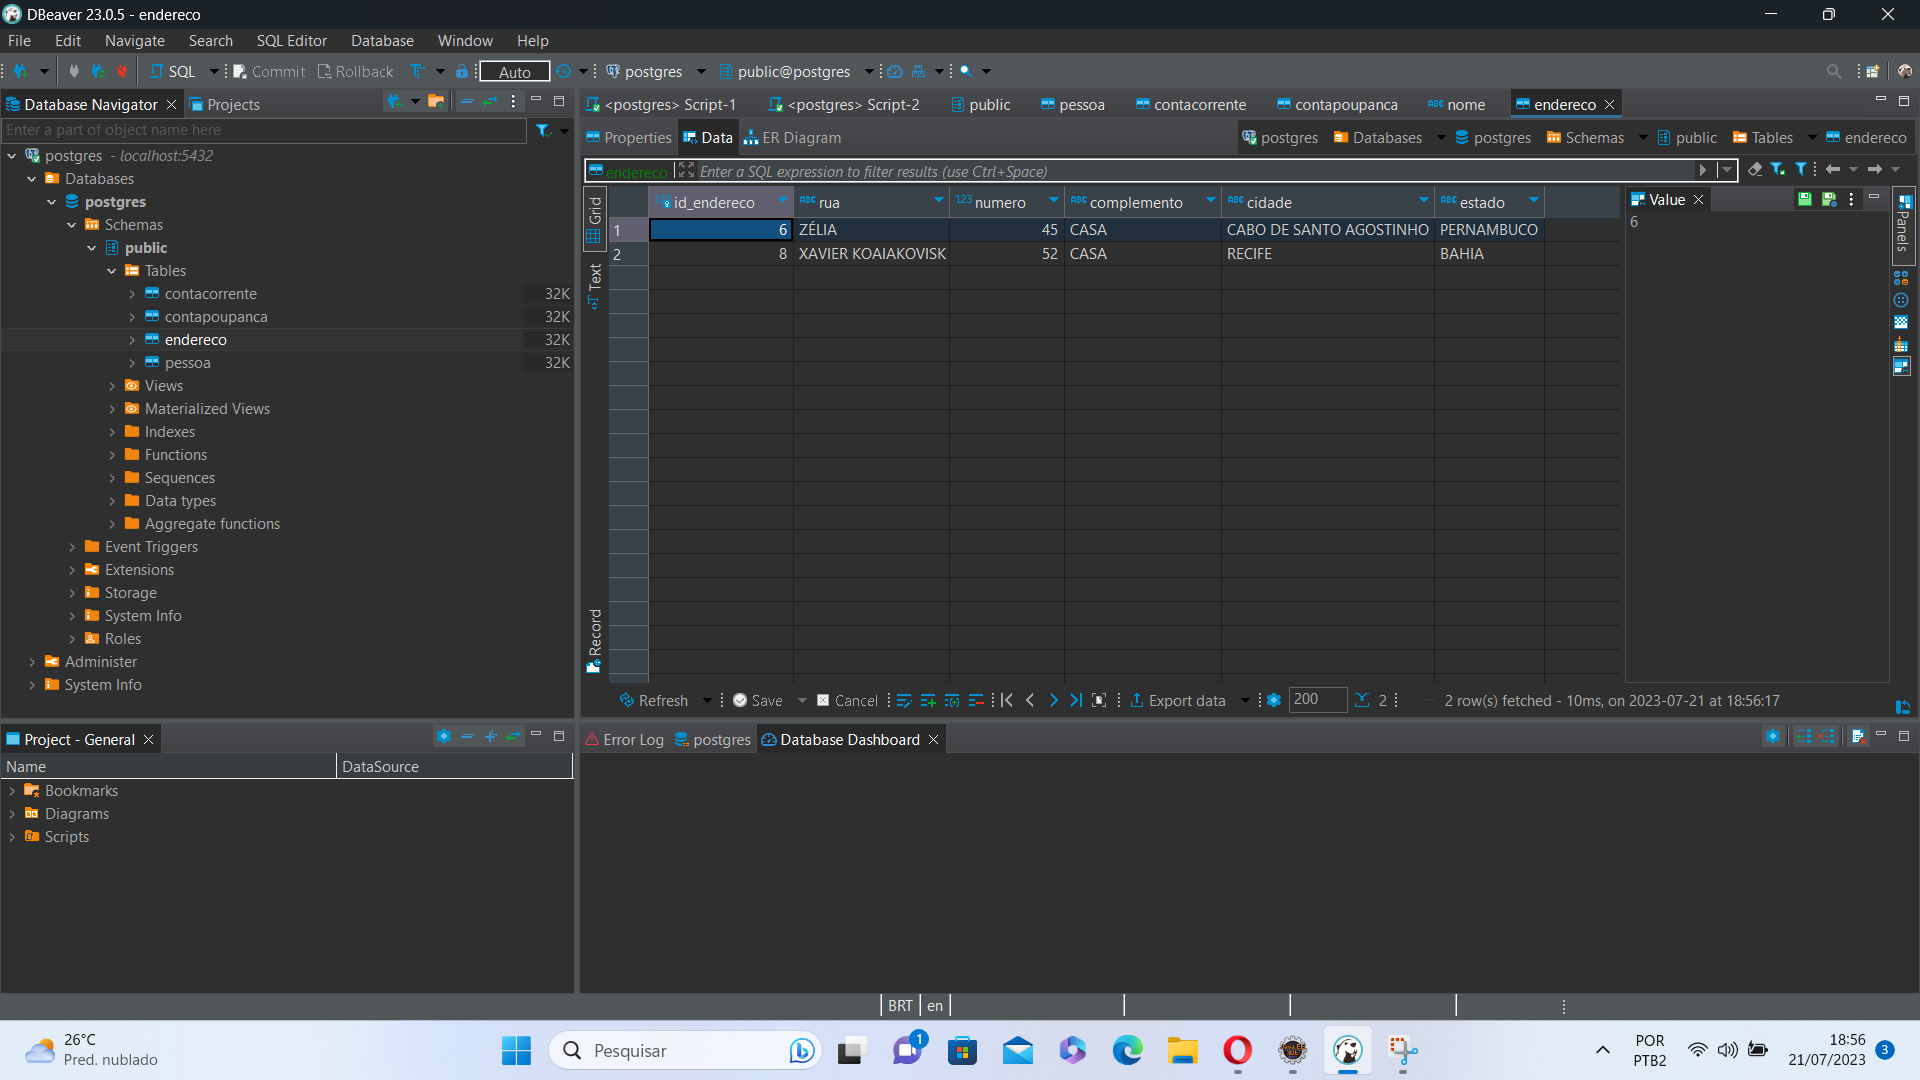 DBeaver 23.0.5 - endereco
File Edit Navigate Search SQL Editor Database Window Help
SQL Commit Rollback Auto postgres public@postgres
Database Navigator Projects
Enter a part of object name here
postgres - localhost:5432
Databases
postgres
Schemas
public
Tables
contacorrente 32K
contapoupanca 32K
endereco 32K
pessoa 32K
Views
Materialized Views
Indexes
Functions
Sequences
Data types
Aggregate functions
Event Triggers
Extensions
Storage
System Info
Roles
Administer
System Info
<postgres> Script-1 <postgres> Script-2 public pessoa contacorrente contapoupanca ABC nome endereco
Properties Data ER Diagram postgres Databases postgres Schemas public Tables endereco
endereco Enter a SQL expression to filter results (use Ctrl+Space)
Grid
Text
Record
id_endereco ABC rua 123 numero ABC complemento ABC cidade ABC estado
1 6 ZÉLIA 45 CASA CABO DE SANTO AGOSTINHO PERNAMBUCO
2 8 XAVIER KOAIAKOVISK 52 CASA RECIFE BAHIA
Value
6
Panels
Refresh Save Cancel Export data 200 2 2 row(s) fetched - 10ms, on 2023-07-21 at 18:56:17
Project - General
Name DataSource
Bookmarks
Diagrams
Scripts
Error Log postgres Database Dashboard
BRT en
26°C
Pred. nublado
Pesquisar
1
POR
PTB2
18:56
21/07/2023
3